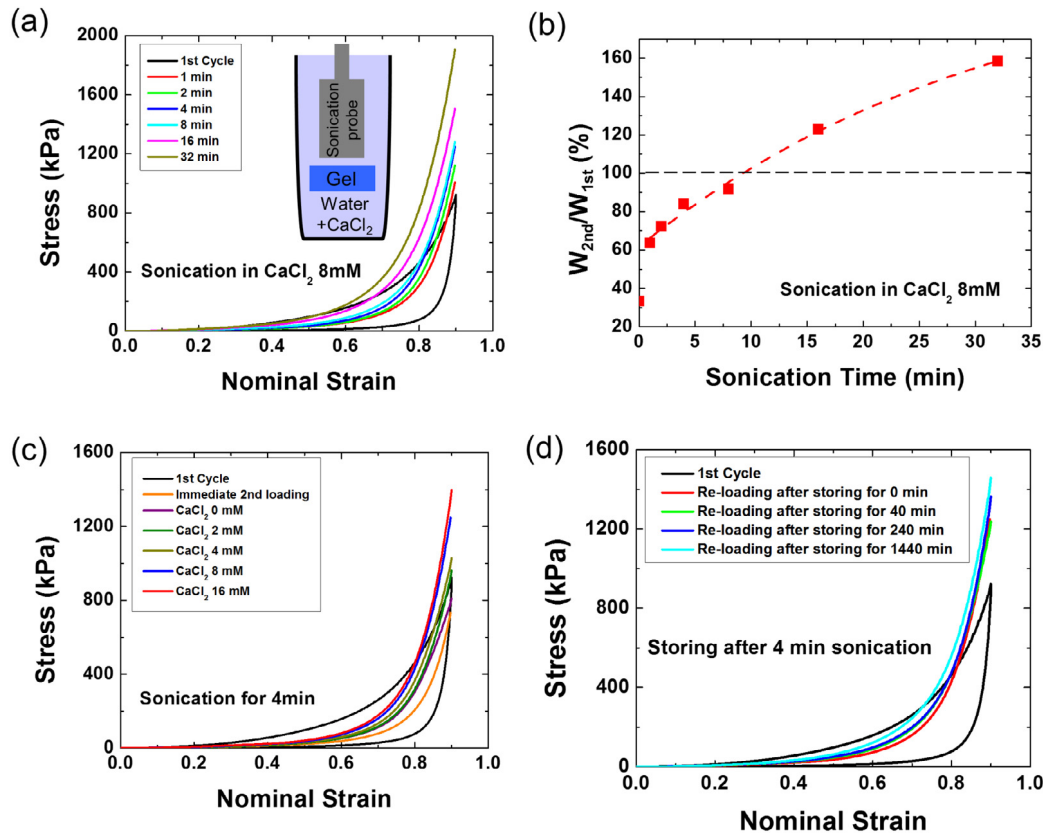 (a)
2000
1600
1200
800
400
0
Stress (kPa)
1st Cycle
1 min
2 min
4 min
8 min
16 min
32 min
Sonication
probe
Gel
Water
+CaCl₂
Sonication in CaCl₂ 8mM
0.0 0.2 0.4 0.6 0.8 1.0
Nominal Strain
(b)
160
140
120
100
80
60
40
20
W2nd/W1st (%)
Sonication in CaCl₂ 8mM
0 5 10 15 20 25 30 35
Sonication Time (min)
(c)
1600
1200
800
400
0
Stress (kPa)
1st Cycle
Immediate 2nd loading
CaCl₂ 0 mM
CaCl₂ 2 mM
CaCl₂ 4 mM
CaCl₂ 8 mM
CaCl₂ 16 mM
Sonication for 4min
0.0 0.2 0.4 0.6 0.8 1.0
Nominal Strain
(d)
1600
1200
800
400
0
Stress (kPa)
1st Cycle
Re-loading after storing for 0 min
Re-loading after storing for 40 min
Re-loading after storing for 240 min
Re-loading after storing for 1440 min
Storing after 4 min sonication
0.0 0.2 0.4 0.6 0.8 1.0
Nominal Strain